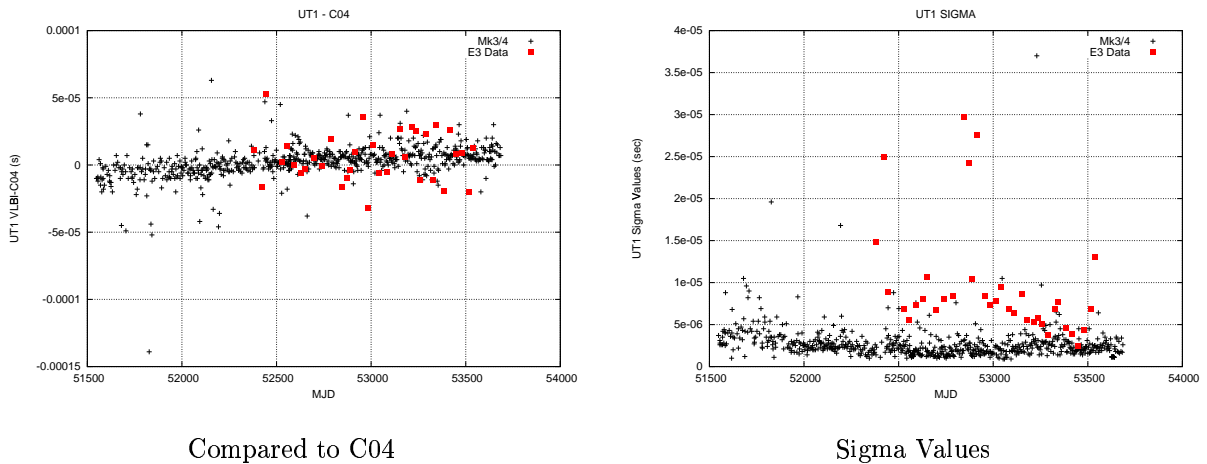 UT1 - C04
0.0001
5e-05
0
-5e-05
-0.0001
-0.00015
51500 52000 52500 53000 53500 54000
MJD
UT1 VLBI-C04 (s)
Mk3/4
E3 Data
Compared to C04
UT1 SIGMA
4e-05
3.5e-05
3e-05
2.5e-05
2e-05
1.5e-05
1e-05
5e-06
0
51500 52000 52500 53000 53500 54000
MJD
UT1 Sigma Values (sec)
Mk3/4
E3 Data
Sigma Values